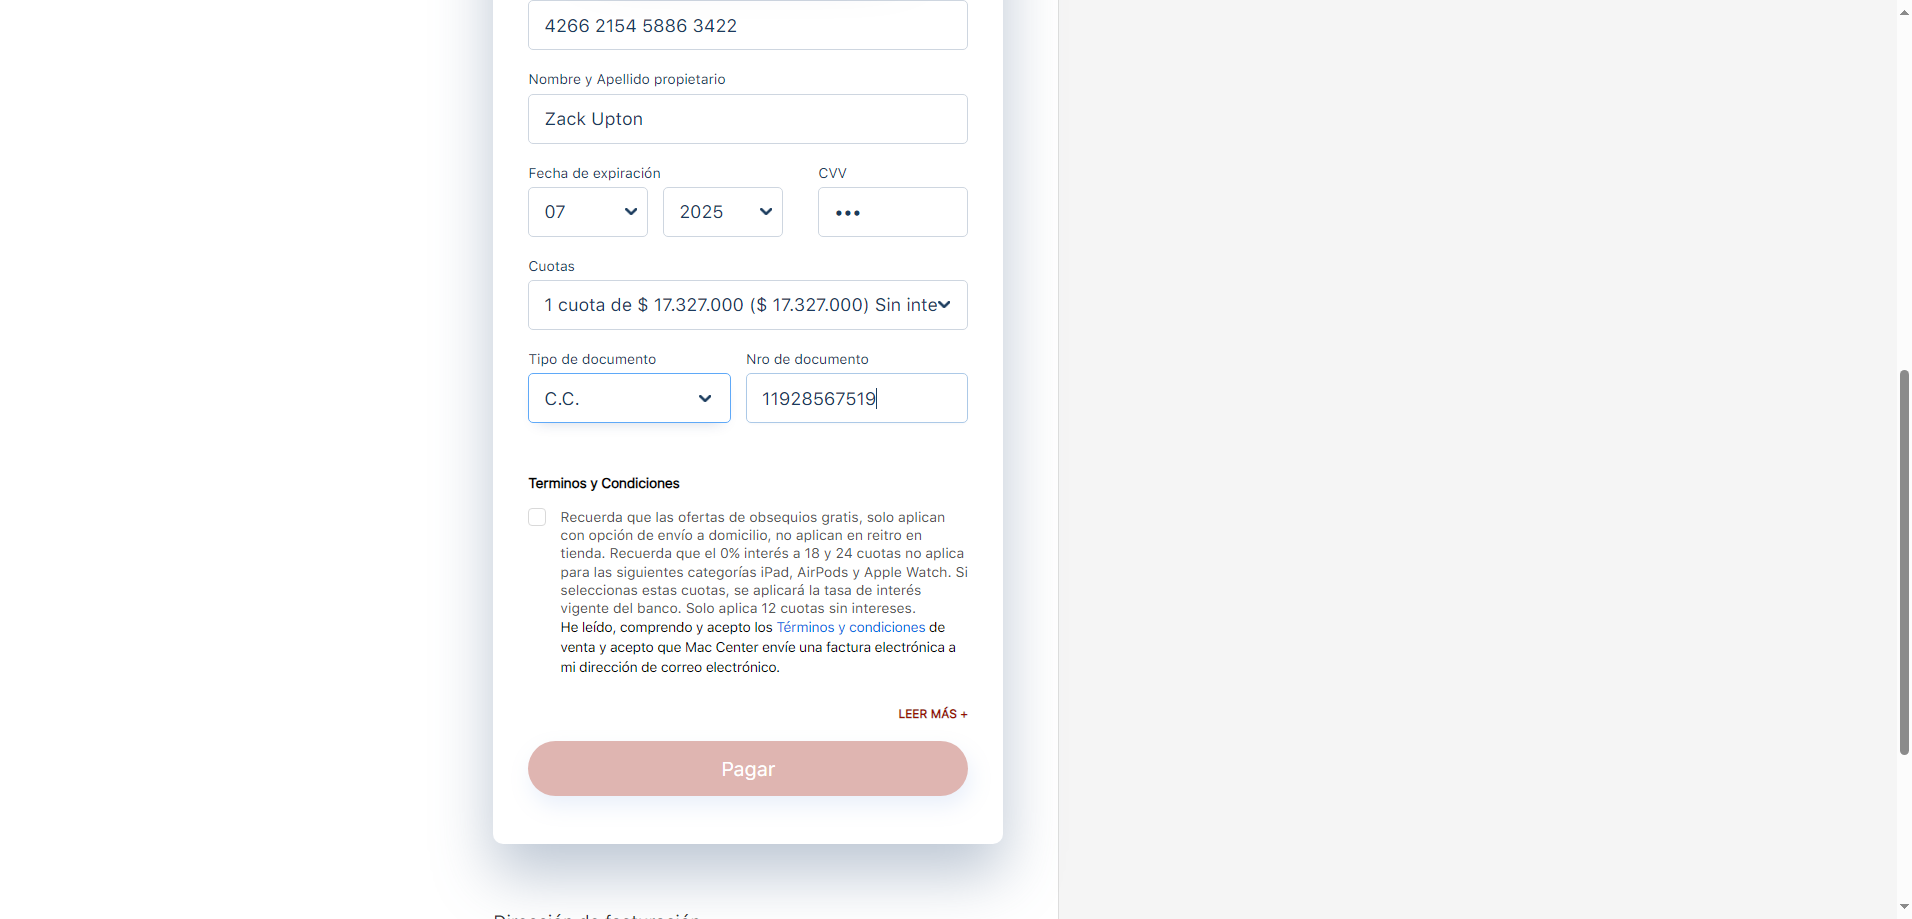 4266 2154 5886 3422
Nombre y Apellido propietario
Zack Upton
Fecha de expiración
CVV
07
2025
•••
Cuotas
1 cuota de $ 17.327.000 ($ 17.327.000) Sin inte
Tipo de documento
Nro de documento
C.C.
11928567519
Terminos y Condiciones
Recuerda que las ofertas de obsequios gratis, solo aplican
con opción de envío a domicilio, no aplican en reitro en
tienda. Recuerda que el 0% interés a 18 y 24 cuotas no aplica
para las siguientes categorías iPad, AirPods y Apple Watch. Si
seleccionas estas cuotas, se aplicará la tasa de interés
vigente del banco. Solo aplica 12 cuotas sin intereses.
He leído, comprendo y acepto los Términos y condiciones de
venta y acepto que Mac Center envíe una factura electrónica a
mi dirección de correo electrónico.
LEER MÁS +
Pagar
Dirección de facturación